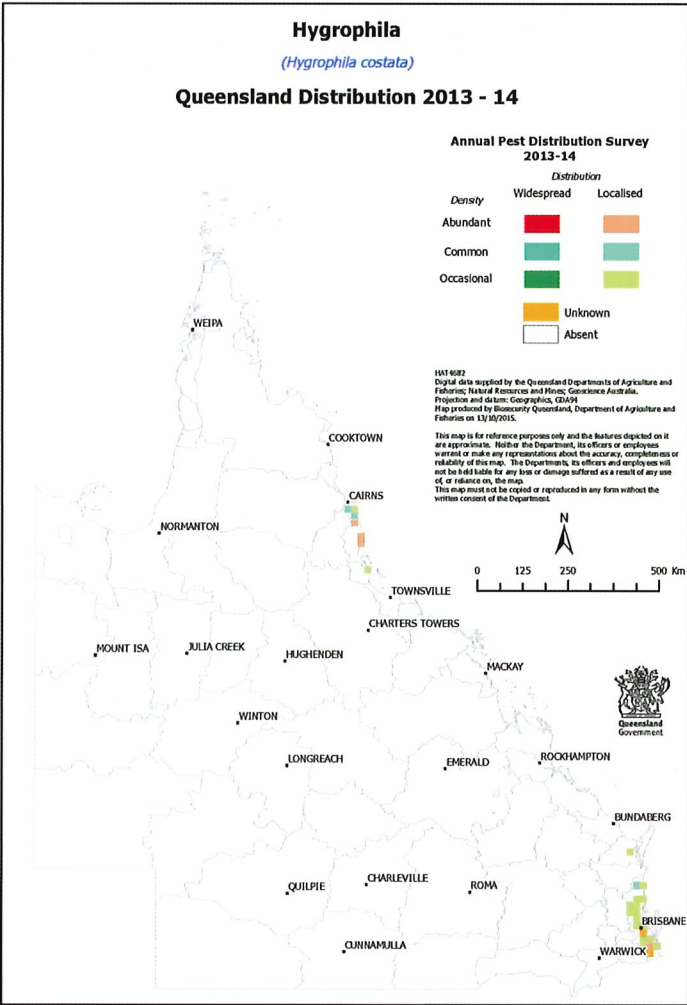 Hygrophila
(Hygrophila costata)
Queensland Distribution 2013 - 14
Annual Pest Distribution Survey
2013-14
Distribution
Density Widespread Localised
Abundant
Common
Occasional
Unknown
Absent
HAT4682
Digital data supplied by the Queensland Departments of Agriculture and
Fisheries; Natural Resources and Mines; Geoscience Australia.
Projection and datum: Geographics, GDA94
Map produced by Biosecurity Queensland, Department of Agriculture and
Fisheries on 13/10/2015.
This map is for reference purposes only and the features depicted on it
are approximate. Neither the Department, its officers or employees
warrant or make any representations about the accuracy, completeness or
reliability of this map. The Departments, its officers and employees will
not be held liable for any loss or damage suffered as a result of any use
of, or reliance on, the map.
This map must not be copied or reproduced in any form without the
written consent of the Department.
WEIPA
COOKTOWN
CAIRNS
NORMANTON
N
0 125 250 500 Km
TOWNSVILLE
CHARTERS TOWERS
MOUNT ISA
JULIA CREEK
HUGHENDEN
MACKAY
Queensland
Government
WINTON
LONGREACH
EMERALD
ROCKHAMPTON
BUNDABERG
QUILPIE
CHARLEVILLE
ROMA
BRISBANE
CUNNAMULLA
WARWICK